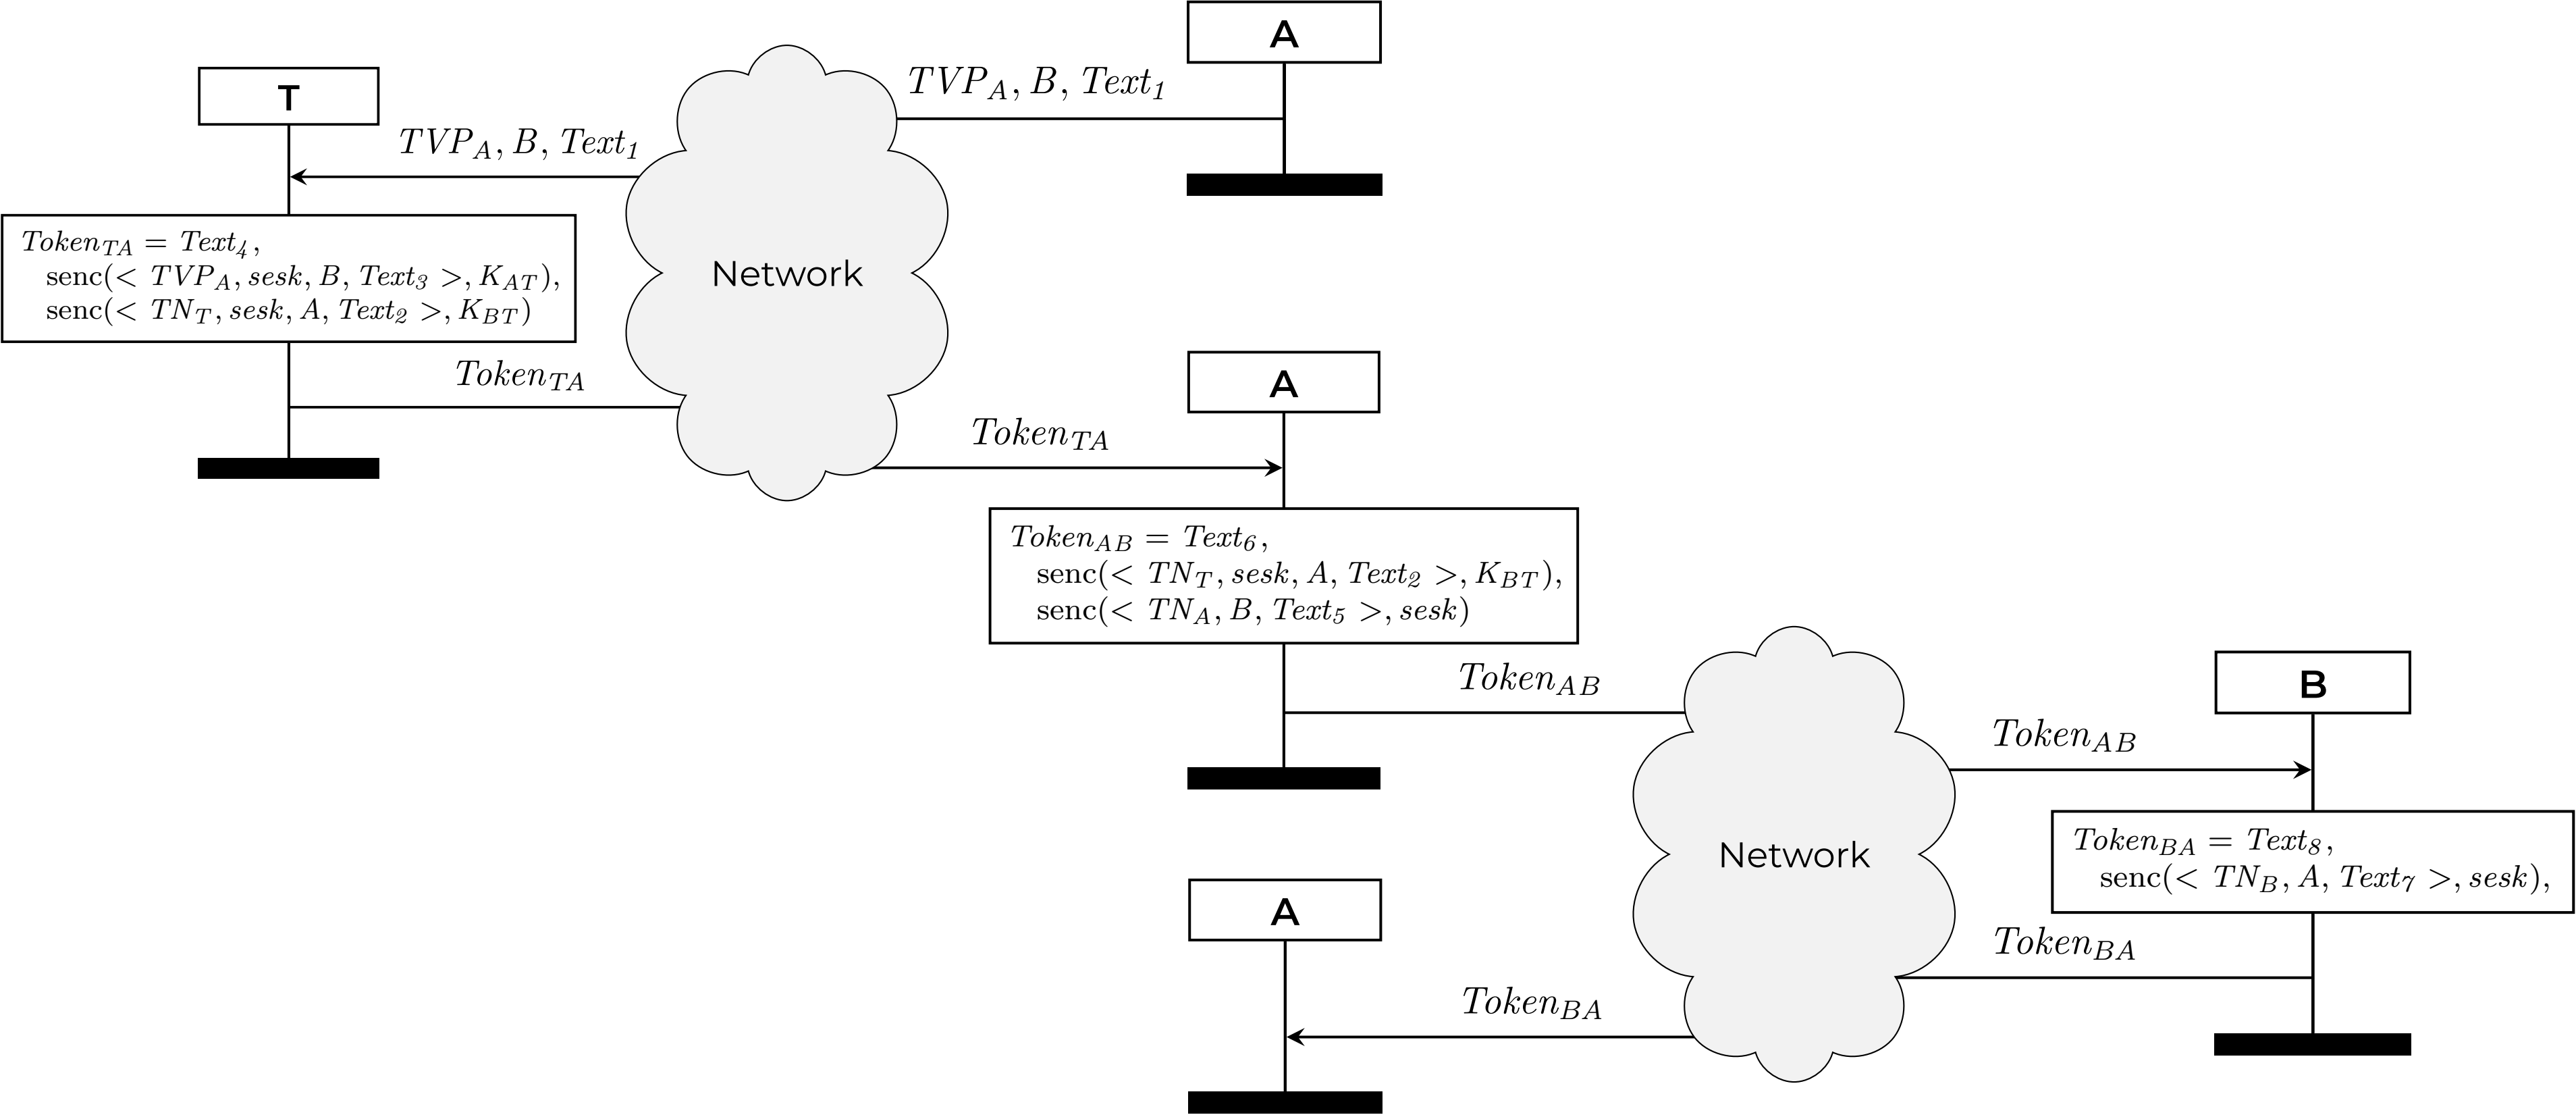 A
TVP_A, B, Text_1
T
TVP_A, B, Text_1
Token_TA = Text_4,
senc(< TVP_A, sesk, B, Text_3 >, K_AT),
senc(< TN_T, sesk, A, Text_2 >, K_BT)
Network
Token_TA
A
Token_TA
Token_AB = Text_6,
senc(< TN_T, sesk, A, Text_2 >, K_BT),
senc(< TN_A, B, Text_5 >, sesk)
Token_AB
B
Token_AB
Network
Token_BA = Text_8,
senc(< TN_B, A, Text_7 >, sesk),
A
Token_BA
Token_BA